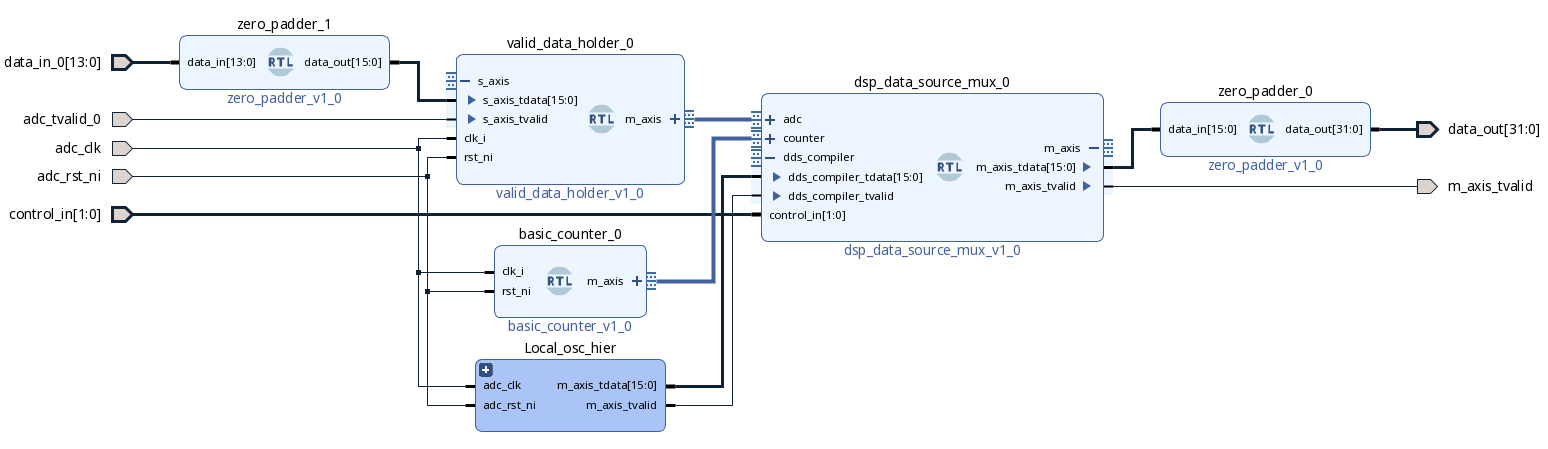 zero_padder_1
data_in_0[13:0]
data_in[13:0]
RTL
data_out[15:0]
zero_padder_v1_0
adc_tvalid_0
adc_clk
adc_rst_ni
control_in[1:0]
valid_data_holder_0
s_axis
s_axis_tdata[15:0]
s_axis_tvalid
clk_i
rst_ni
RTL
m_axis
valid_data_holder_v1_0
basic_counter_0
clk_i
rst_ni
RTL
m_axis
basic_counter_v1_0
Local_osc_hier
adc_clk
adc_rst_ni
m_axis_tdata[15:0]
m_axis_tvalid
dsp_data_source_mux_0
adc
counter
dds_compiler
dds_compiler_tdata[15:0]
dds_compiler_tvalid
control_in[1:0]
RTL
m_axis
m_axis_tdata[15:0]
m_axis_tvalid
dsp_data_source_mux_v1_0
zero_padder_0
data_in[15:0]
RTL
data_out[31:0]
zero_padder_v1_0
data_out[31:0]
m_axis_tvalid